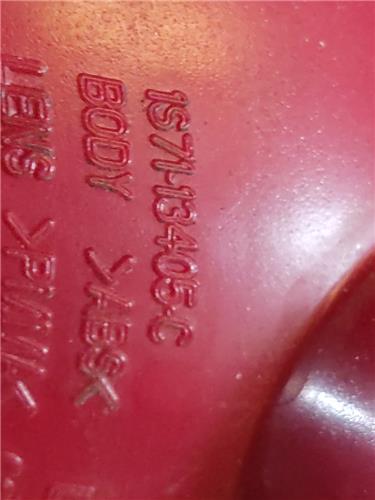 1S71-13405-C
BODY >ABS<
LENS >PMMA<